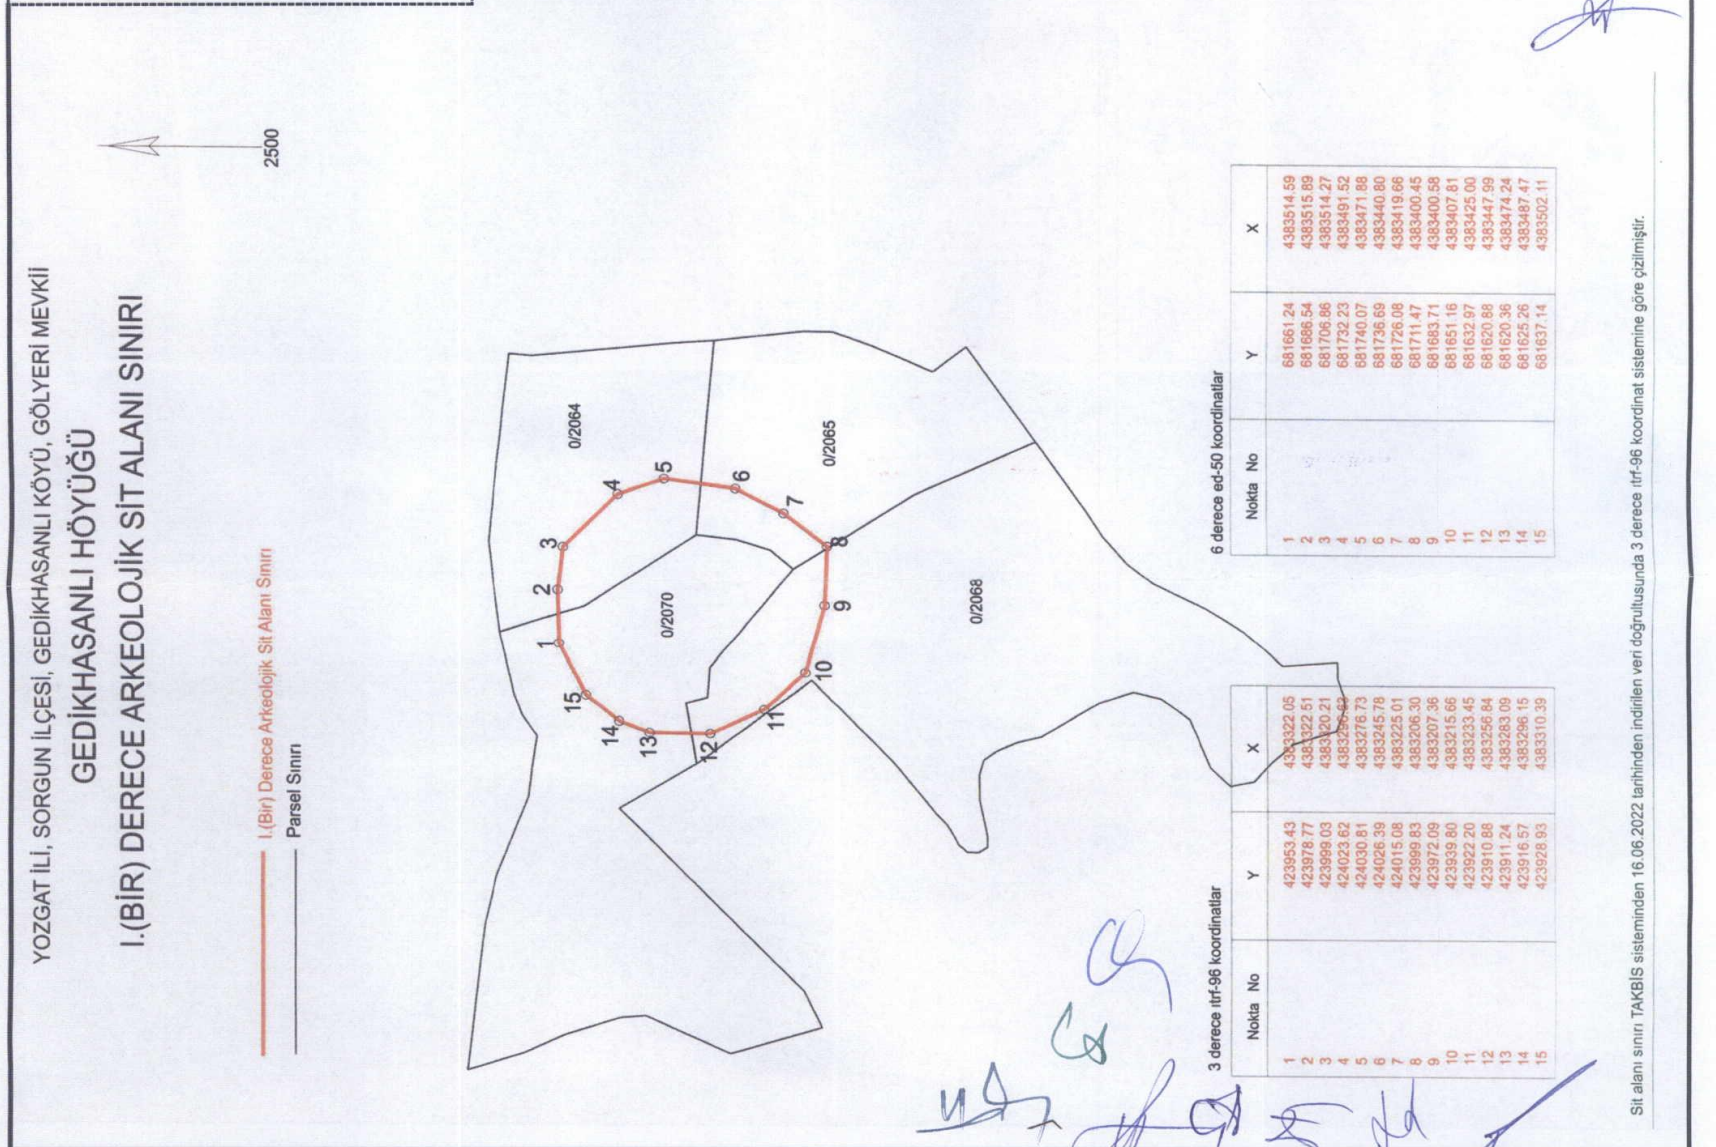 YOZGAT İLİ, SORGUN İLÇESİ, GEDİKHASANLI KÖYÜ, GÖLYERİ MEVKİİ
GEDİKHASANLI HÖYÜĞÜ
I.(BİR) DERECE ARKEOLOJİK SİT ALANI SINIRI
2500
I.(Bir) Derece Arkeolojik Sit Alanı Sınırı
Parsel Sınırı
0/2064
0/2065
0/2070
0/2068
1
2
3
4
5
6
7
8
9
10
11
12
13
14
15
3 derece ıtrf-96 koordinatlar
Nokta No Y X
1 423953.43 4383322.05
2 423978.77 4383322.51
3 423999.03 4383320.21
4 424023.62
5 424030.81 4383276.73
6 424026.39 4383245.78
7 424015.08 4383225.01
8 423999.83 4383206.30
9 423972.09 4383207.36
10 423939.80 4383215.66
11 423922.20 4383233.45
12 423910.88 4383256.84
13 423911.24 4383283.09
14 423916.57 4383296.15
15 423928.93 4383310.39
6 derece ed-50 koordinatlar
Nokta No Y X
1 681661.24 4383514.59
2 681686.54 4383515.89
3 681706.86 4383514.27
4 681732.23 4383491.52
5 681740.07 4383471.88
6 681736.69 4383440.80
7 681726.08 4383419.66
8 681711.47 4383400.45
9 681683.71 4383400.58
10 681651.16 4383407.81
11 681632.97 4383425.00
12 681620.88 4383447.99
13 681620.36 4383474.24
14 681625.26 4383487.47
15 681637.14 4383502.11
Sit alanı sınırı TAKBİS sisteminden 16.06.2022 tarihinden indirilen veri doğrultusunda 3 derece ıtrf-96 koordinat sistemine göre çizilmiştir.